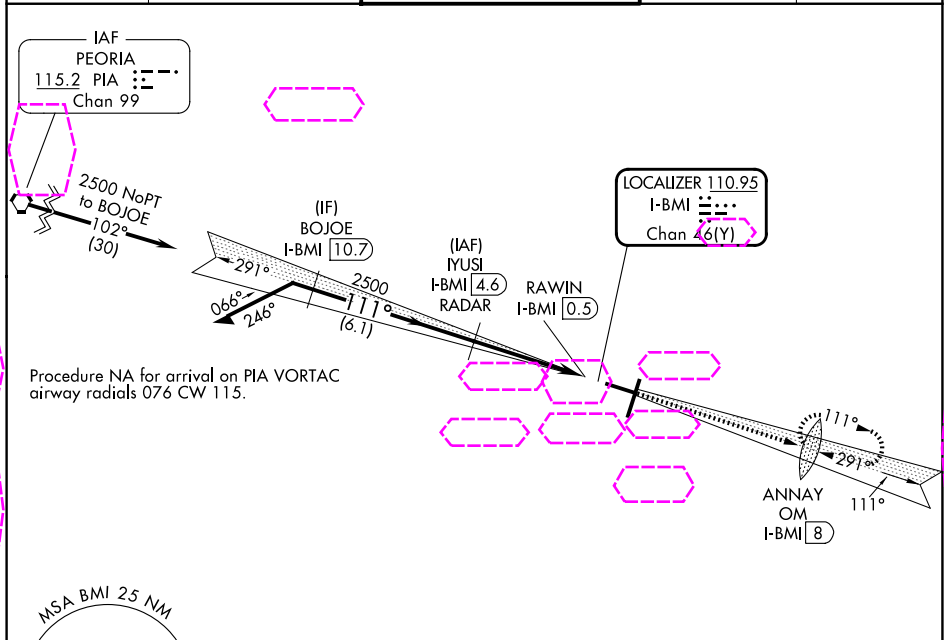 IAF
PEORIA
115.2 PIA
Chan 99
2500 NoPT
to BOJOE
102°
(30)
LOCALIZER 110.95
I-BMI
Chan 46(Y)
(IF)
BOJOE
I-BMI 10.7
(IAF)
IYUSI
I-BMI 4.6
RADAR
RAWIN
I-BMI 0.5
291°
2500
111°
(6.1)
066°
246°
Procedure NA for arrival on PIA VORTAC
airway radials 076 CW 115.
111°
291°
111°
ANNAY
OM
I-BMI 8
MSA BMI 25 NM